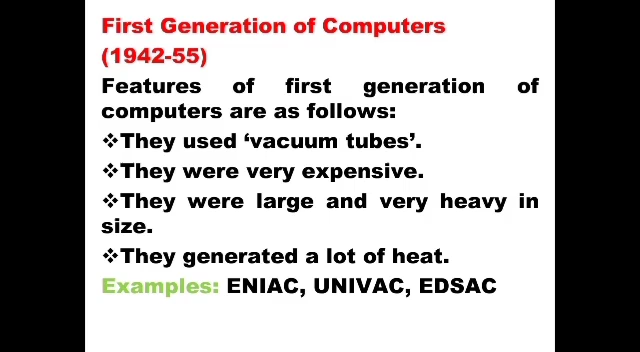 First Generation of Computers
(1942-55)
Features of first generation of
computers are as follows:
❖They used ‘vacuum tubes’.
❖They were very expensive.
❖They were large and very heavy in
size.
❖They generated a lot of heat.
Examples: ENIAC, UNIVAC, EDSAC